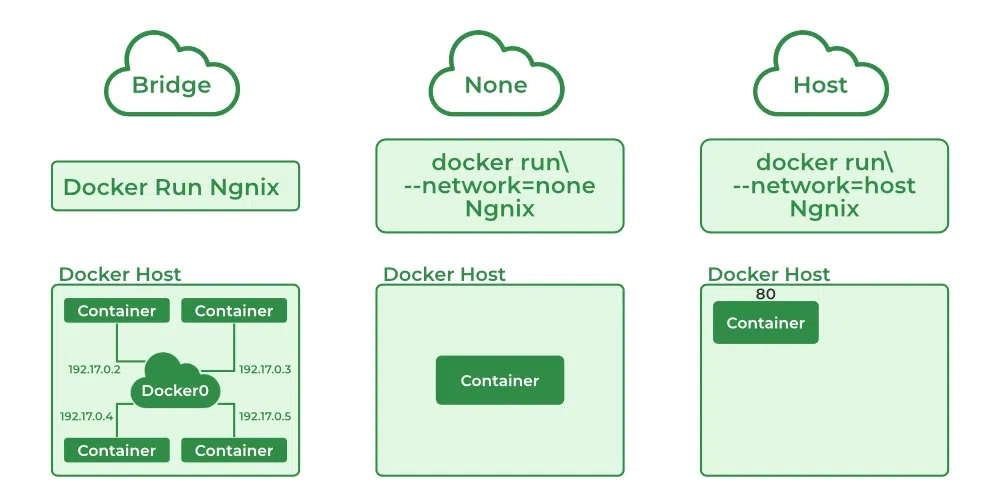 Bridge
None
Host
Docker Run Ngnix
docker run\
--network=none
Ngnix
docker run\
--network=host
Ngnix
Docker Host
Container
Container
192.17.0.2
192.17.0.3
Docker0
192.17.0.4
192.17.0.5
Container
Container
Docker Host
Container
Docker Host
80
Container